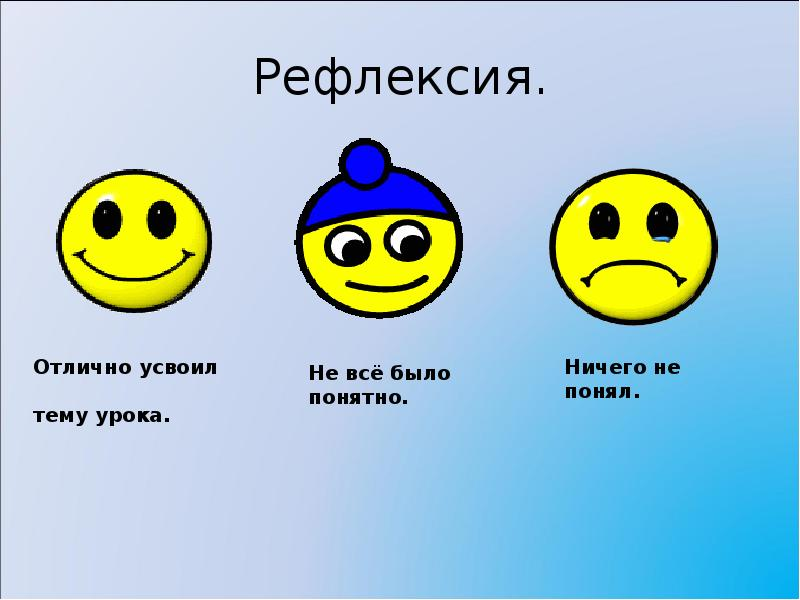 Рефлексия.
Отлично усвоил
тему урока.
Не всё было
понятно.
Ничего не
понял.